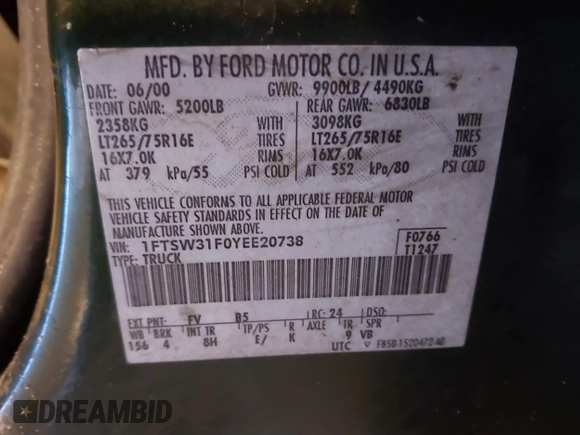 MFD. BY FORD MOTOR CO. IN U.S.A.
DATE: 06/00 GVWR: 9900LB/ 4490KG
FRONT GAWR: 5200LB REAR GAWR: 6830LB
2358KG WITH 3098KG WITH
LT265/75R16E TIRES LT265/75R16E TIRES
16X7.0K RIMS 16X7.0K RIMS
AT 379 kPa/55 PSI COLD AT 552 kPa/80 PSI COLD
THIS VEHICLE CONFORMS TO ALL APPLICABLE FEDERAL MOTOR
VEHICLE SAFETY STANDARDS IN EFFECT ON THE DATE OF
MANUFACTURE SHOWN ABOVE.
VIN: 1FTSW31F0YEE20738 F0766
TYPE: TRUCK T1247
EXT PNT: FV B5 RC: 24 DSO:
WB BRK INT TR TP/PS R AXLE TR SPR
156 4 8H E/ K 9 VB
UTC F85B-1520472-AB
DREAMBID